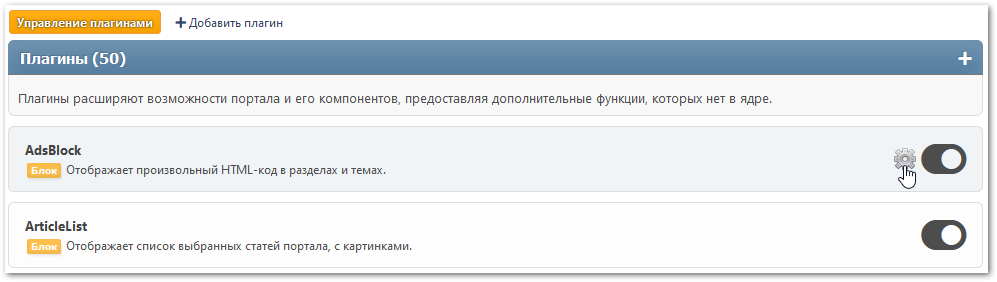 Управление плагинами
Добавить плагин
Плагины (50)
Плагины расширяют возможности портала и его компонентов, предоставляя дополнительные функции, которых нет в ядре.
AdsBlock
Блок Отображает произвольный HTML-код в разделах и темах.
ArticleList
Блок Отображает список выбранных статей портала, с картинками.